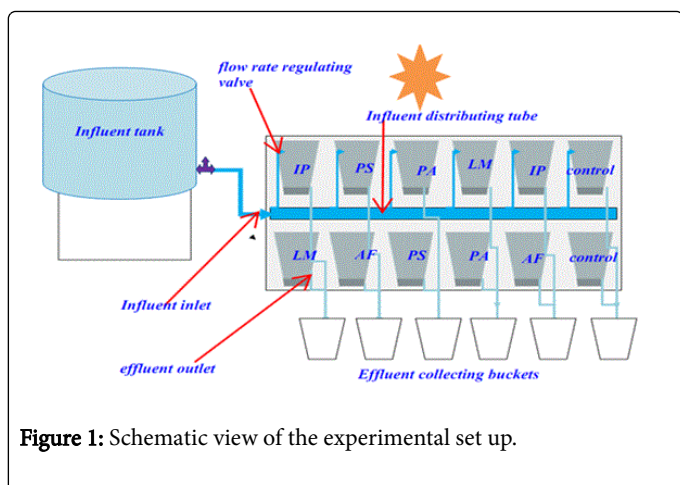 flow rate regulating
valve
Influent tank
Influent distributing tube
IP PS PA LM IP control
LM AF PS PA AF control
Influent inlet
effluent outlet
Effluent collecting buckets
Figure 1: Schematic view of the experimental set up.